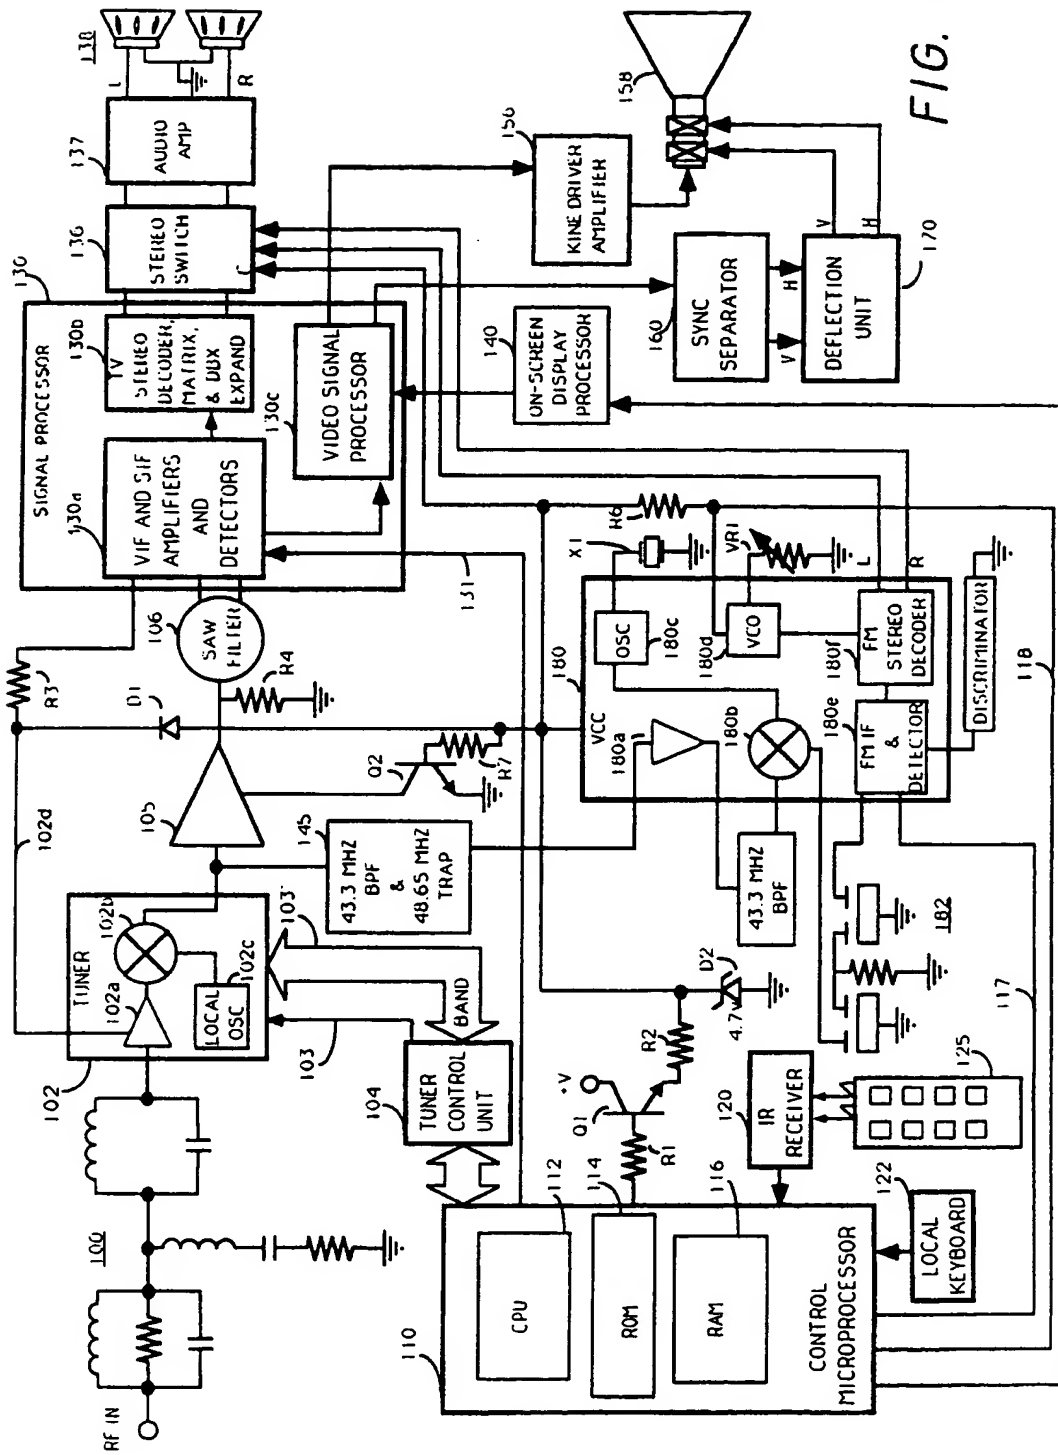 RF IN
100
102
TUNER
102a
102b
LOCAL
OSC
102c
102d
103
103'
BAND
104
TUNER
CONTROL
UNIT
105
R3
D1
R4
106
SAW
FILTER
Q2
R7
145
43.3 MHZ
BPF
&
48.65 MHZ
TRAP
SIGNAL PROCESSOR
130
130a
VIF AND SIF
AMPLIFIERS
AND
DETECTORS
130b
TV
STEREO
DECODER,
MATRIX,
& DBX
EXPAND
130c
VIDEO SIGNAL
PROCESSOR
131
136
STEREO
SWITCH
C
137
AUDIO
AMP
L
R
138
156
KINE DRIVER
AMPLIFIER
158
140
ON-SCREEN
DISPLAY
PROCESSOR
160
SYNC
SEPARATOR
V
H
DEFLECTION
UNIT
170
V
H
110
CPU
112
ROM
114
RAM
116
CONTROL
MICROPROCESSOR
R1
Q1
+V
R2
D2
4.7V
120
IR
RECEIVER
122
LOCAL
KEYBOARD
125
117
118
180
VCC
180a
180b
OSC
180c
X1
R6
VCO
180d
VR1
FM IF
&
DETECTOR
180e
FM
STEREO
DECODER
180f
L
R
43.3 MHZ
BPF
182
DISCRIMINATOR
FIG.